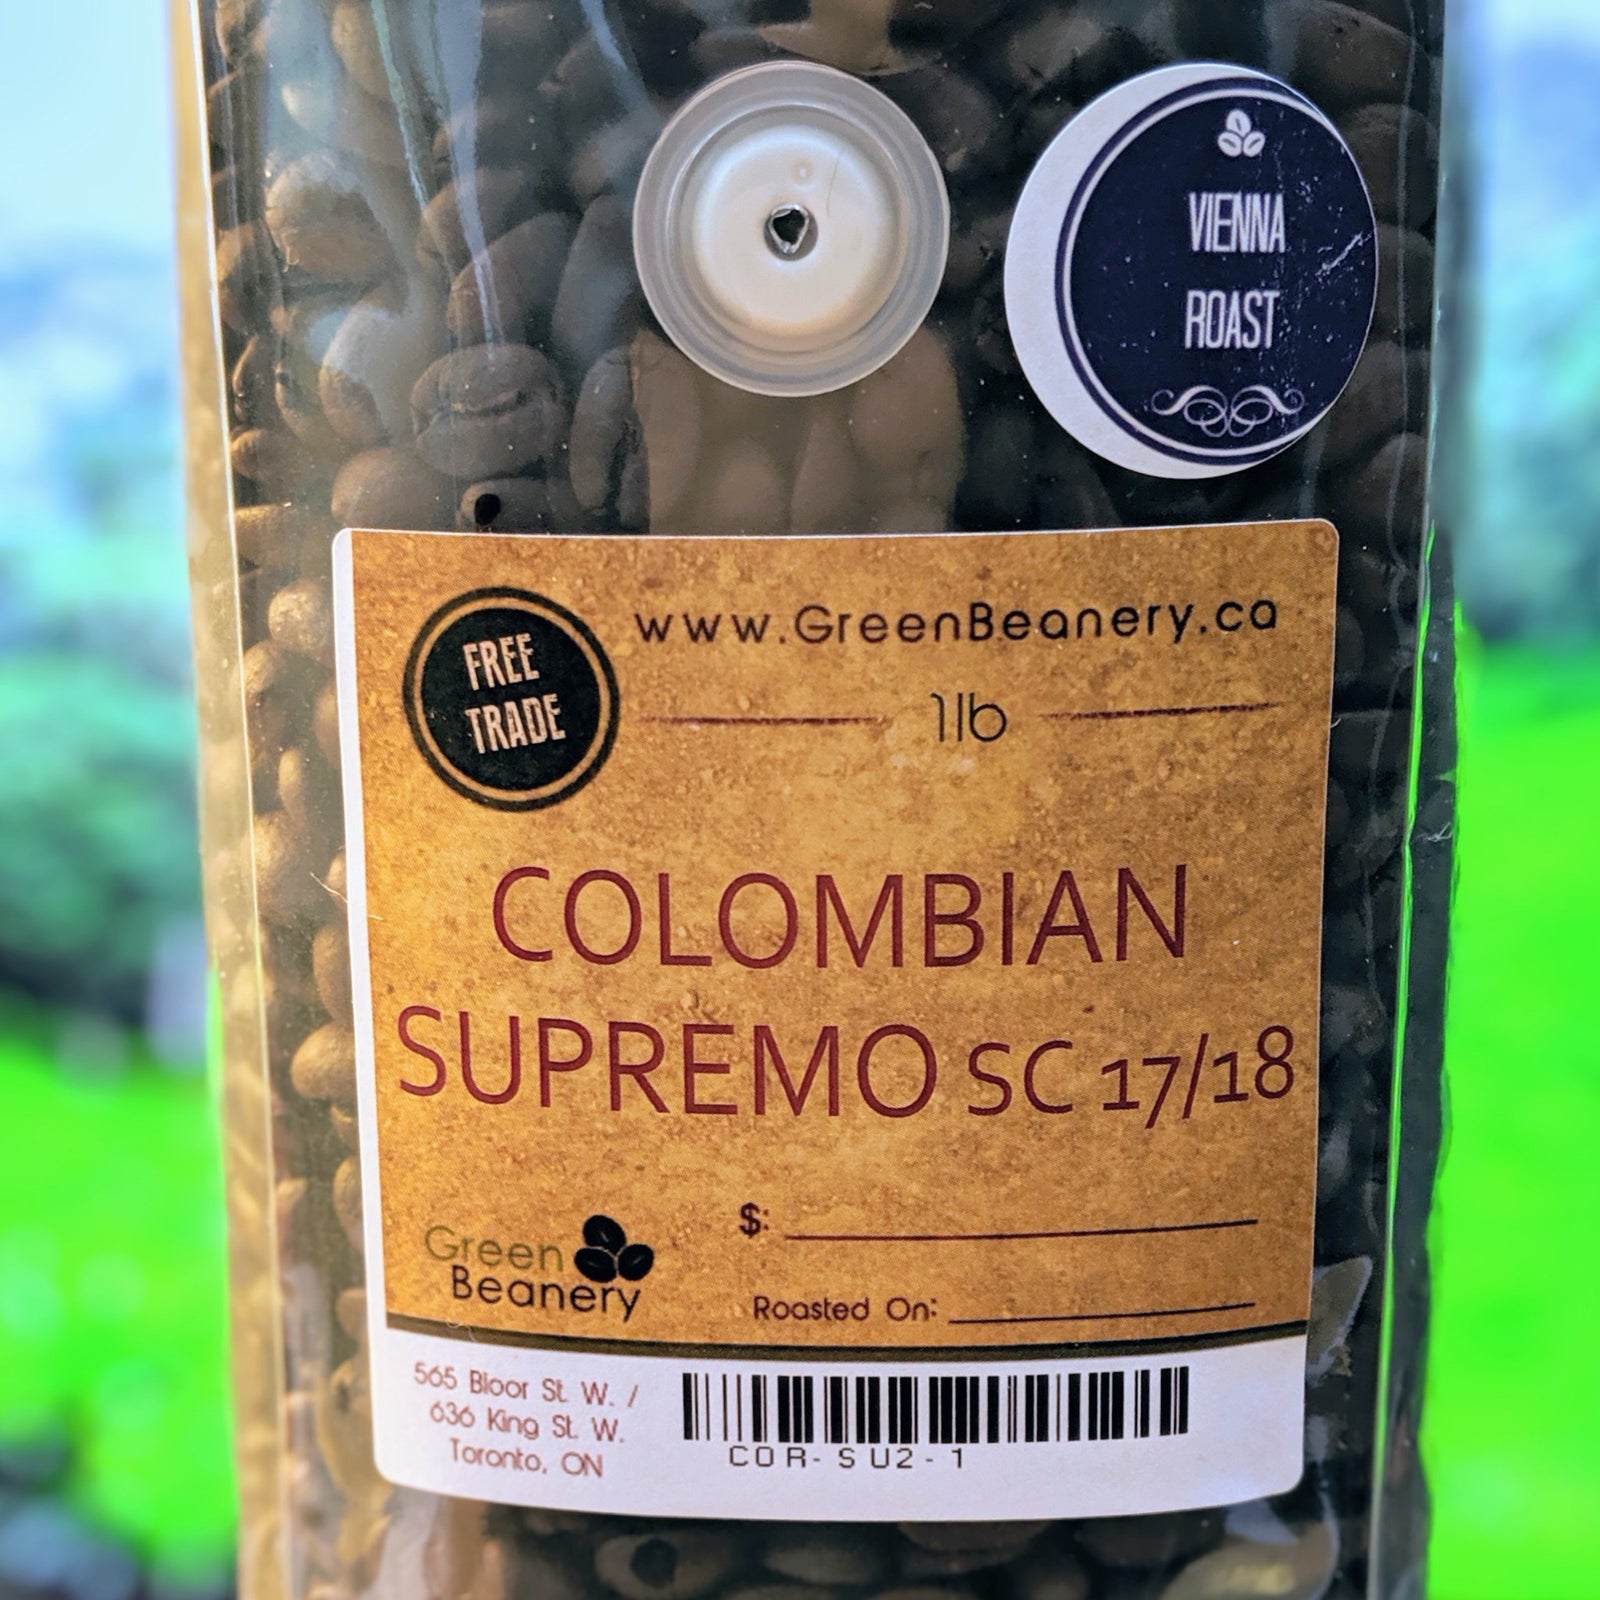 VIENNA
ROAST
FREE
TRADE
www.GreenBeanery.ca
1lb
COLOMBIAN
SUPREMO SC 17/18
$:
Green
Beanery
Roasted On:
565 Bloor St. W. /
636 King St. W.
Toronto, ON
COR-SU2-1